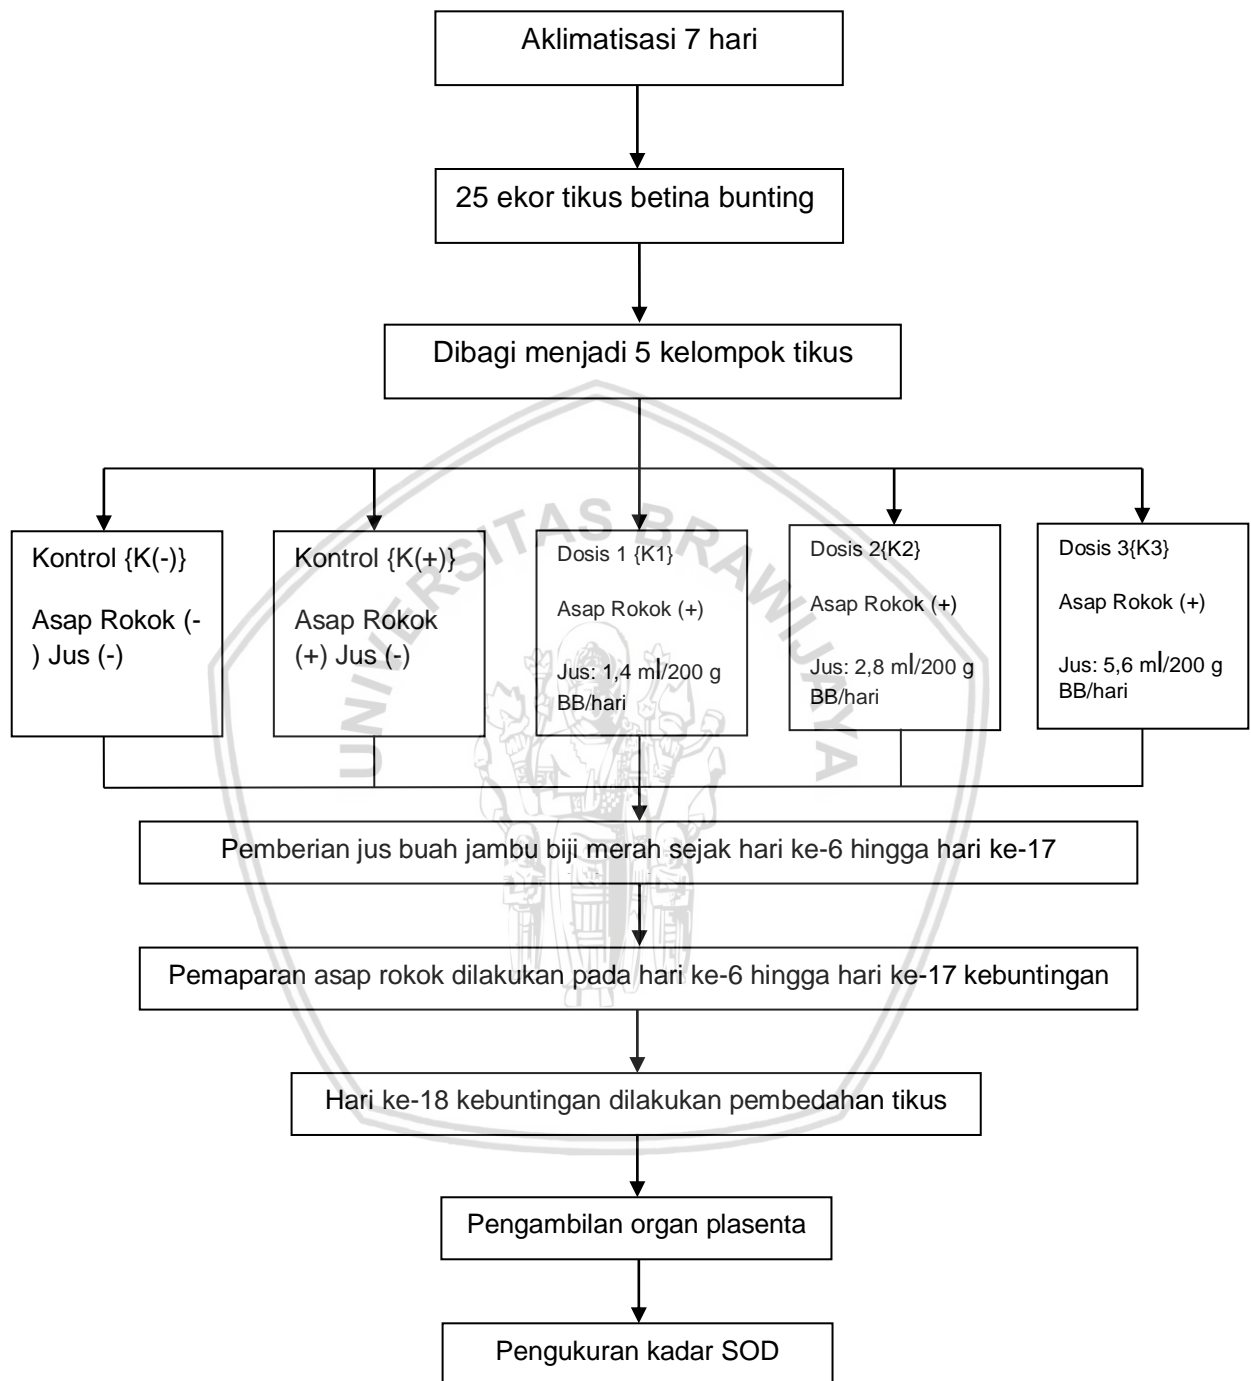 Aklimatisasi 7 hari
25 ekor tikus betina bunting
Dibagi menjadi 5 kelompok tikus
Kontrol {K(-)}
Asap Rokok (-
) Jus (-)
Kontrol {K(+)}
Asap Rokok
(+) Jus (-)
Dosis 1 {K1}
Asap Rokok (+)
Jus: 1,4 ml/200 g
BB/hari
Dosis 2{K2}
Asap Rokok (+)
Jus: 2,8 ml/200 g
BB/hari
Dosis 3{K3}
Asap Rokok (+)
Jus: 5,6 ml/200 g
BB/hari
UNIVERSITAS BRAWIJAYA
Pemberian jus buah jambu biji merah sejak hari ke-6 hingga hari ke-17
Pemaparan asap rokok dilakukan pada hari ke-6 hingga hari ke-17 kebuntingan
Hari ke-18 kebuntingan dilakukan pembedahan tikus
Pengambilan organ plasenta
Pengukuran kadar SOD